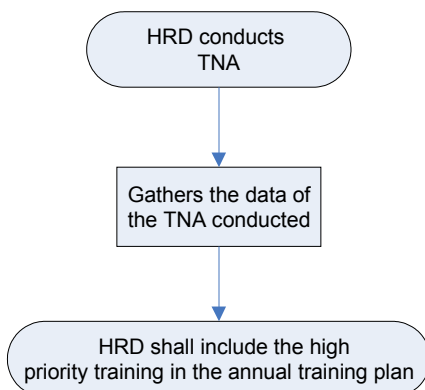 HRD conducts
TNA
Gathers the data of
the TNA conducted
HRD shall include the high
priority training in the annual training plan